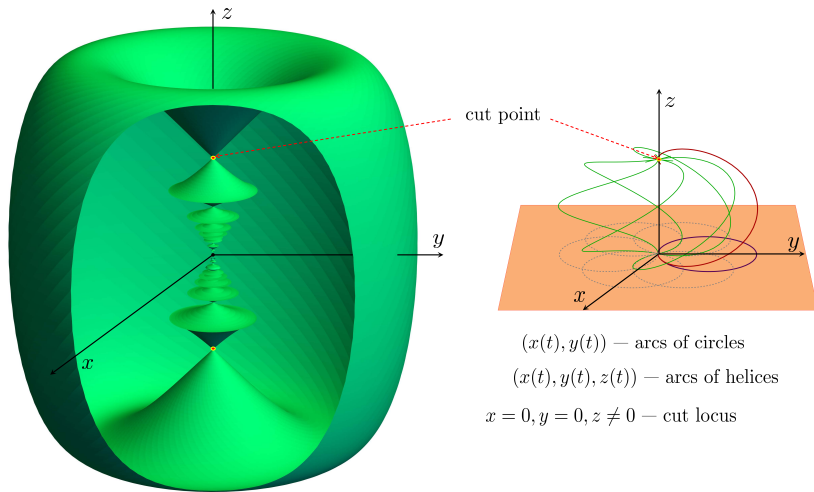 z
y
x
cut point
z
y
x
(x(t), y(t)) — arcs of circles
(x(t), y(t), z(t)) — arcs of helices
x = 0, y = 0, z ≠ 0 — cut locus